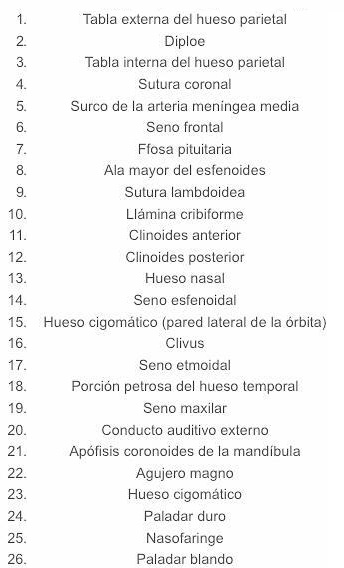 1. Tabla externa del hueso parietal
2. Diploe
3. Tabla interna del hueso parietal
4. Sutura coronal
5. Surco de la arteria meníngea media
6. Seno frontal
7. Ffosa pituitaria
8. Ala mayor del esfenoides
9. Sutura lambdoidea
10. Llámina cribiforme
11. Clinoides anterior
12. Clinoides posterior
13. Hueso nasal
14. Seno esfenoidal
15. Hueso cigomático (pared lateral de la órbita)
16. Clivus
17. Seno etmoidal
18. Porción petrosa del hueso temporal
19. Seno maxilar
20. Conducto auditivo externo
21. Apófisis coronoides de la mandíbula
22. Agujero magno
23. Hueso cigomático
24. Paladar duro
25. Nasofaringe
26. Paladar blando